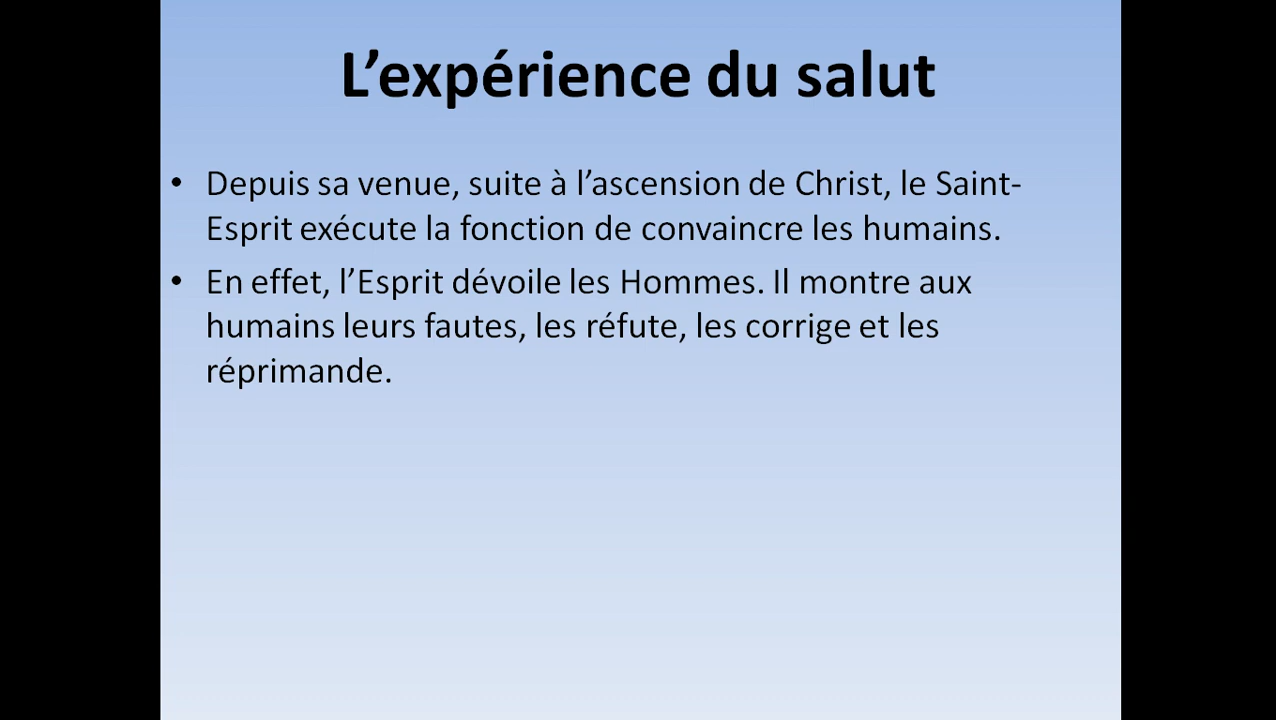 L’expérience du salut
• Depuis sa venue, suite à l’ascension de Christ, le Saint-
Esprit exécute la fonction de convaincre les humains.
• En effet, l’Esprit dévoile les Hommes. Il montre aux
humains leurs fautes, les réfute, les corrige et les
réprimande.